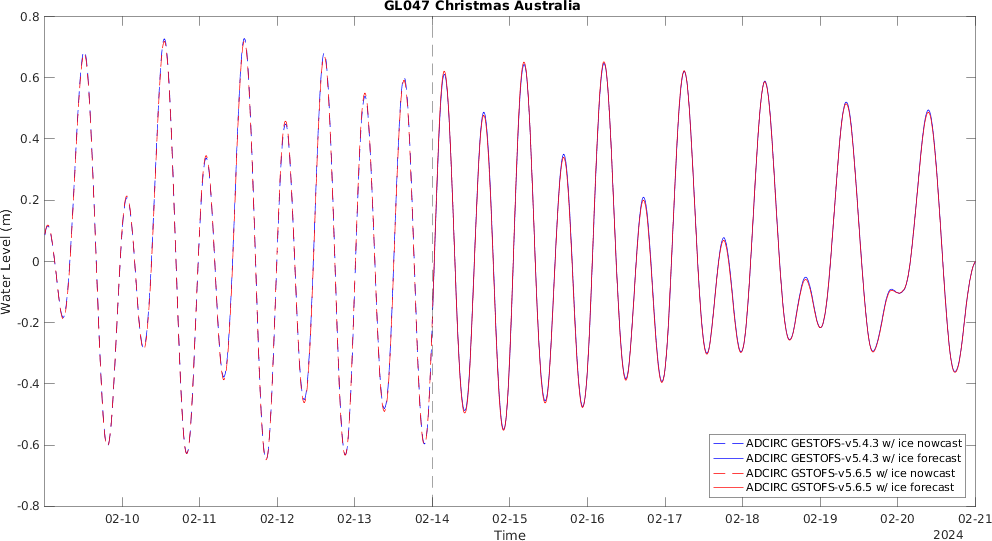 GL047 Christmas Australia
0.8
0.6
0.4
0.2
0
-0.2
-0.4
-0.6
-0.8
Water Level (m)
02-10 02-11 02-12 02-13 02-14 02-15 02-16 02-17 02-18 02-19 02-20 02-21
Time
2024
ADCIRC GESTOFS-v5.4.3 w/ ice nowcast
ADCIRC GESTOFS-v5.4.3 w/ ice forecast
ADCIRC GSTOFS-v5.6.5 w/ ice nowcast
ADCIRC GSTOFS-v5.6.5 w/ ice forecast